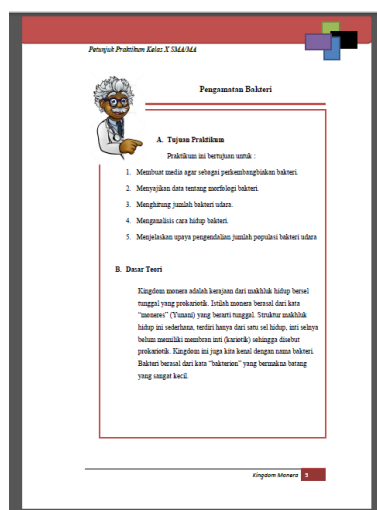 Petunjuk Praktikum Kelas X SMA/MA
Pengamatan Bakteri
A. Tujuan Praktikum
Praktikum ini bertujuan untuk :
1. Membuat media agar sebagai perkembangbiakan bakteri.
2. Menyajikan data tentang morfologi bakteri.
3. Menghitung jumlah bakteri udara.
4. Menganalisis cara hidup bakteri.
5. Menjelaskan upaya pengendalian jumlah populasi bakteri udara
B. Dasar Teori
Kingdom monera adalah kerajaan dari makhluk hidup bersel
tunggal yang prokariotik. Istilah monera berasal dari kata
“moneres” (Yunani) yang berarti tunggal. Struktur makhluk
hidup ini sederhana, terdiri hanya dari satu sel hidup, inti selnya
belum memiliki membran inti (kariotik) sehingga disebut
prokariotik. Kingdom ini juga kita kenal dengan nama bakteri.
Bakteri berasal dari kata “bakterion” yang bermakna batang
yang sangat kecil.
Kingdom Monera